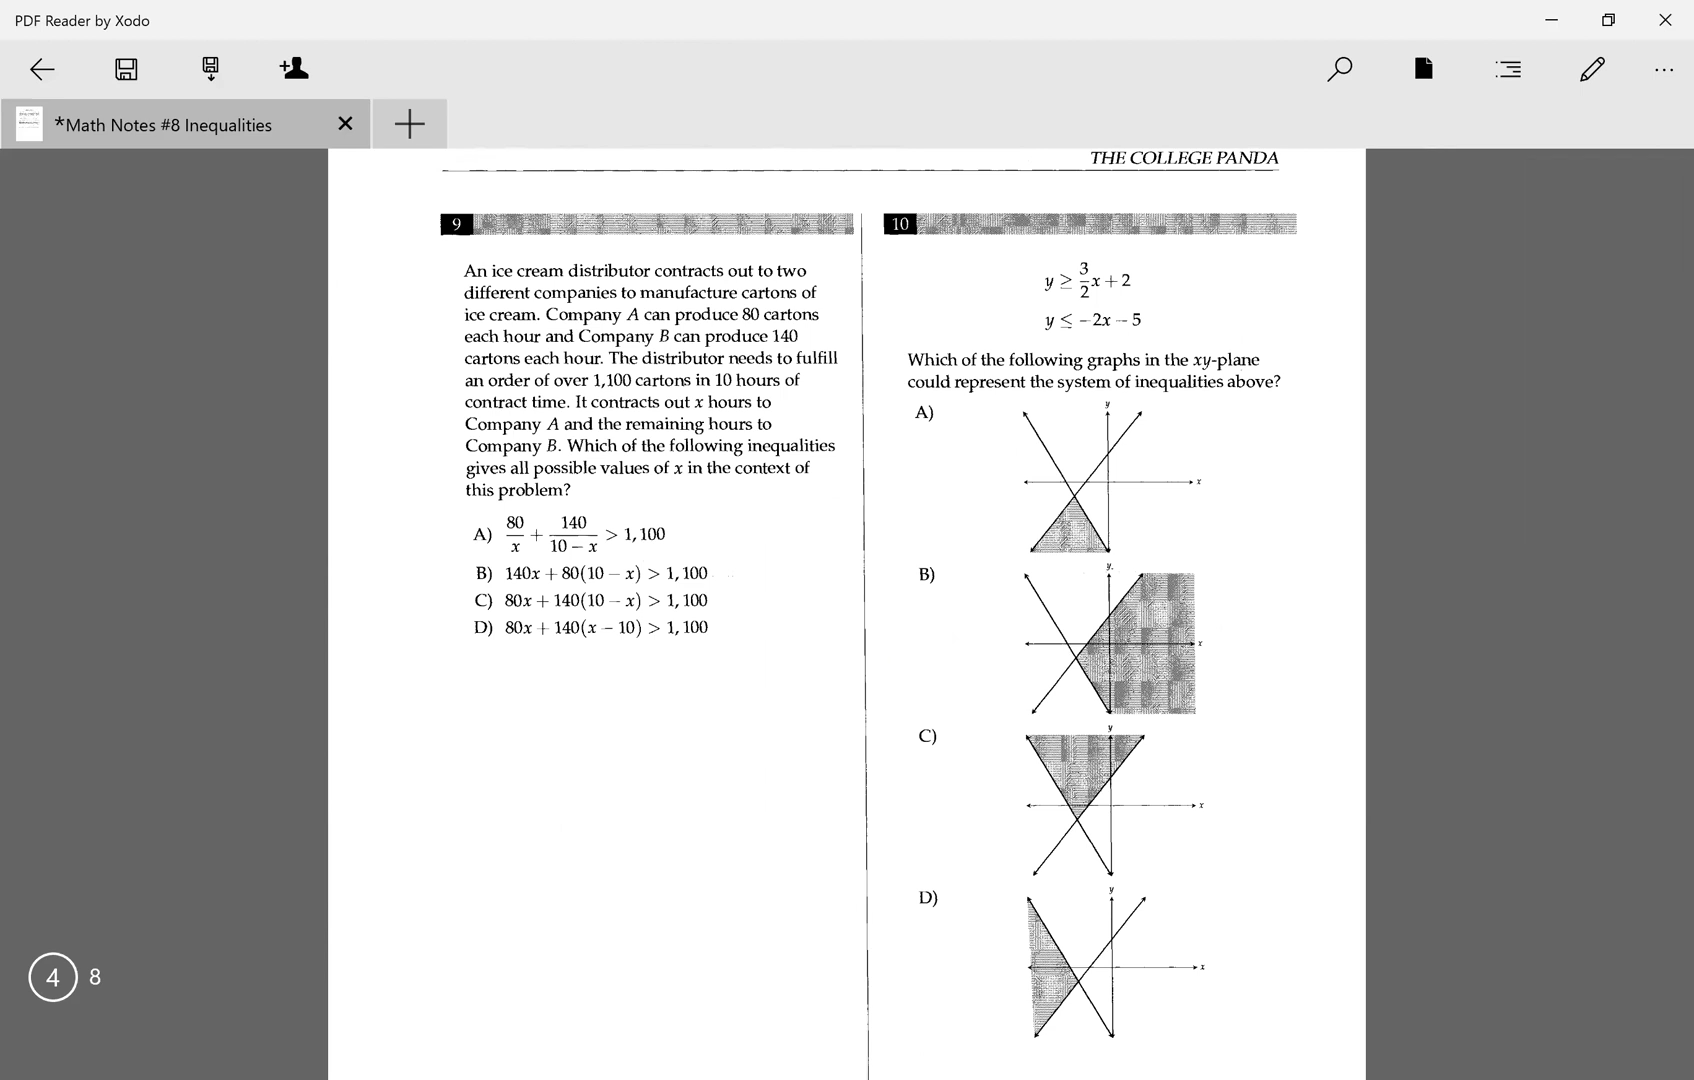 PDF Reader by Xodo
*Math Notes #8 Inequalities
THE COLLEGE PANDA
9
An ice cream distributor contracts out to two
different companies to manufacture cartons of
ice cream. Company A can produce 80 cartons
each hour and Company B can produce 140
cartons each hour. The distributor needs to fulfill
an order of over 1,100 cartons in 10 hours of
contract time. It contracts out x hours to
Company A and the remaining hours to
Company B. Which of the following inequalities
gives all possible values of x in the context of
this problem?
A) 80/x + 140/(10 − x) > 1,100
B) 140x + 80(10 − x) > 1,100
C) 80x + 140(10 − x) > 1,100
D) 80x + 140(x − 10) > 1,100
10
y ≥ 3/2 x + 2
y ≤ −2x − 5
Which of the following graphs in the xy-plane
could represent the system of inequalities above?
A)
y
x
B)
y
x
C)
y
x
D)
y
x
4 8